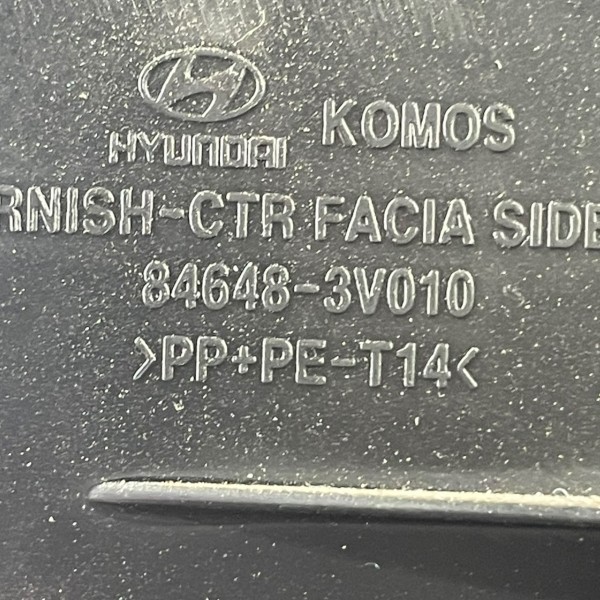 HYUNDAI KOMOS
RNISH-CTR FACIA SIDE
84648-3V010
>PP+PE-T14<